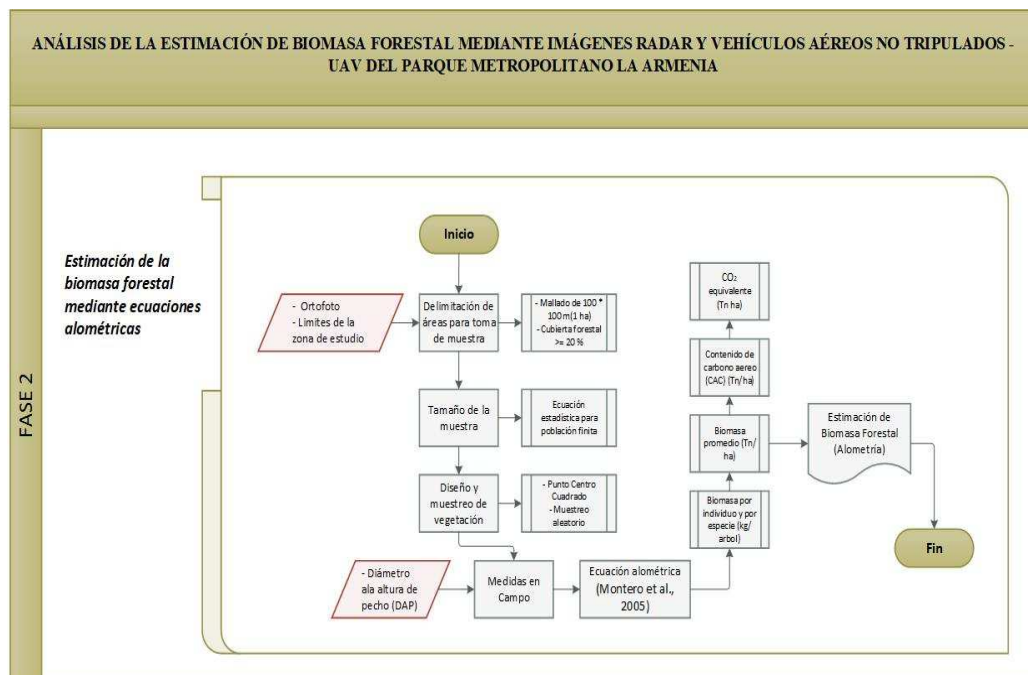 ANÁLISIS DE LA ESTIMACIÓN DE BIOMASA FORESTAL MEDIANTE IMÁGENES RADAR Y VEHÍCULOS AÉREOS NO TRIPULADOS -
UAV DEL PARQUE METROPOLITANO LA ARMENIA
FASE 2
Estimación de la
biomasa forestal
mediante ecuaciones
alométricas
Inicio
- Ortofoto
- Limites de la
zona de estudio
Delimitación de
áreas para toma
de muestra
- Mallado de 100 *
100 m(1 ha)
- Cubierta forestal
>= 20 %
Tamaño de la
muestra
Ecuación
estadística para
población finita
Diseño y
muestreo de
vegetación
- Punto Centro
Cuadrado
- Muestreo
aleatorio
- Diámetro
ala altura de
pecho (DAP)
Medidas en
Campo
Ecuación alométrica
(Montero et al.,
2005)
Biomasa por
individuo y por
especie (kg/
arbol)
Biomasa
promedio (Tn/
ha)
Contenido de
carbono aereo
(CAC) (Tn/ha)
CO₂
equivalente
(Tn ha)
Estimación de
Biomasa Forestal
(Alometría)
Fin